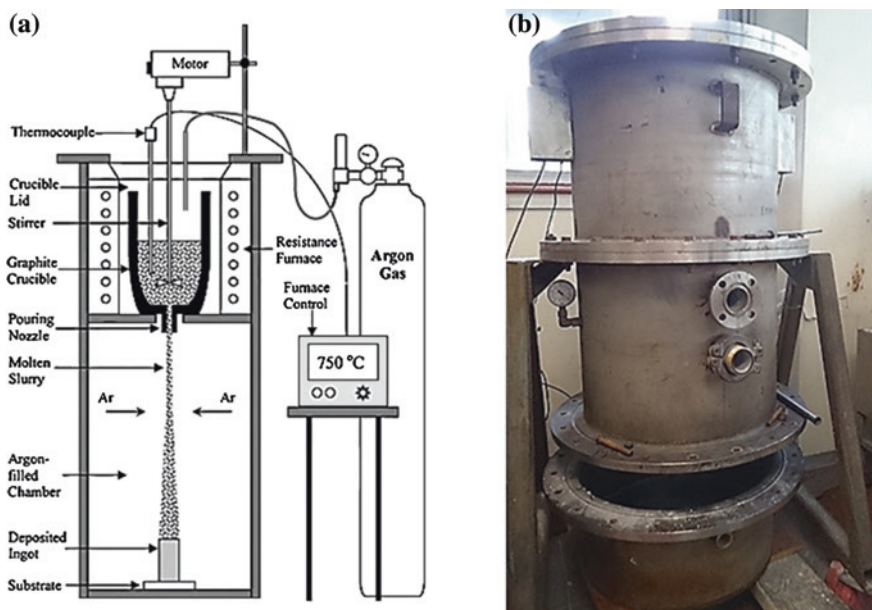 (a)
Motor
Thermocouple
Crucible
Lid
Stirrer
Graphite
Crucible
Pouring
Nozzle
Molten
Slurry
Ar
Ar
Argon-
filled
Chamber
Deposited
Ingot
Substrate
Resistance
Furnace
Furnace
Control
750 °C
Argon
Gas
(b)